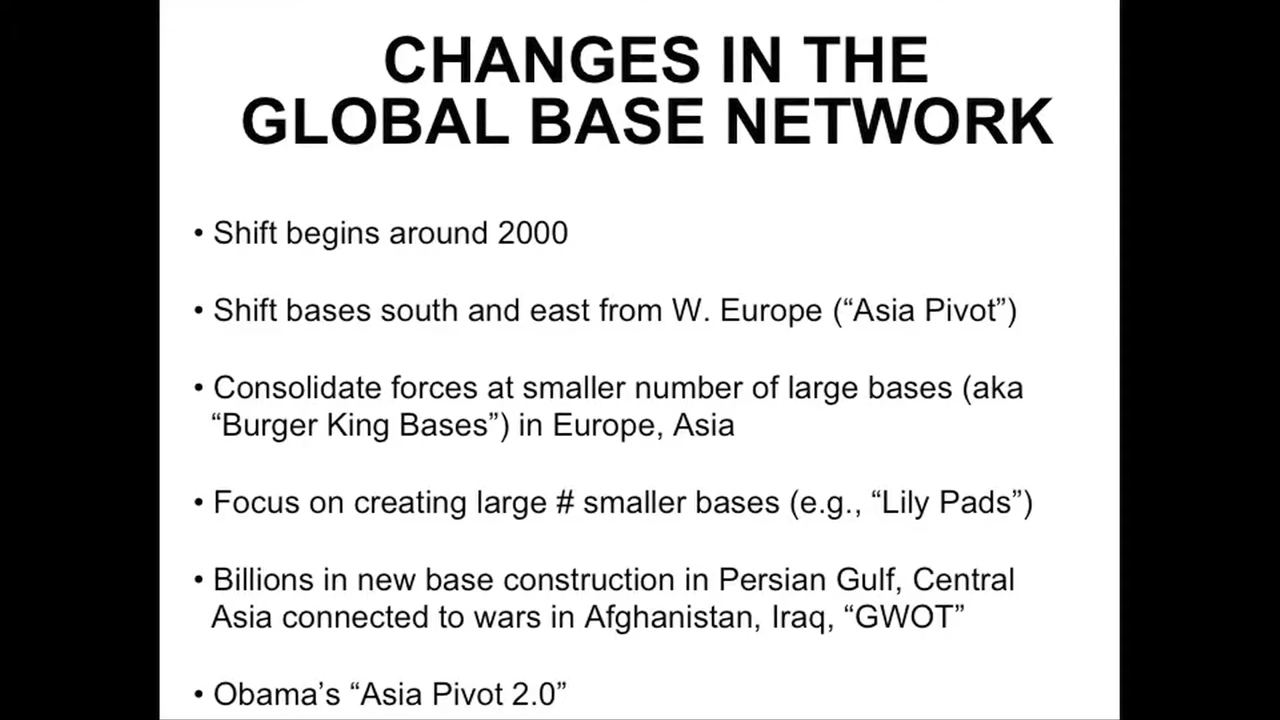 CHANGES IN THE
GLOBAL BASE NETWORK
• Shift begins around 2000
• Shift bases south and east from W. Europe (“Asia Pivot”)
• Consolidate forces at smaller number of large bases (aka
“Burger King Bases”) in Europe, Asia
• Focus on creating large # smaller bases (e.g., “Lily Pads”)
• Billions in new base construction in Persian Gulf, Central
Asia connected to wars in Afghanistan, Iraq, “GWOT”
• Obama’s “Asia Pivot 2.0”